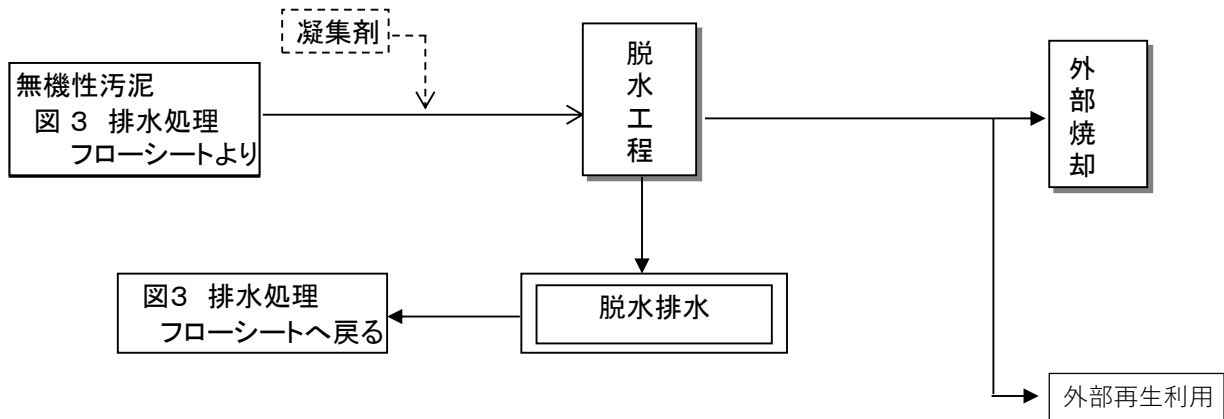 凝集剤
無機性汚泥
図 3 排水処理
フローシートより
脱水工程
外部焼却
図3 排水処理
フローシートへ戻る
脱水排水
外部再生利用